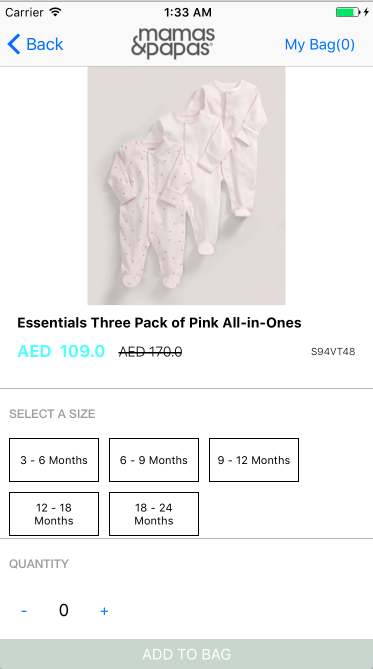 Carrier 1:33 AM
Back
mamas
&papas
My Bag(0)
Essentials Three Pack of Pink All-in-Ones
AED 109.0 AED 170.0 S94VT48
SELECT A SIZE
3 - 6 Months 6 - 9 Months 9 - 12 Months
12 - 18
Months
18 - 24
Months
QUANTITY
- 0 +
ADD TO BAG